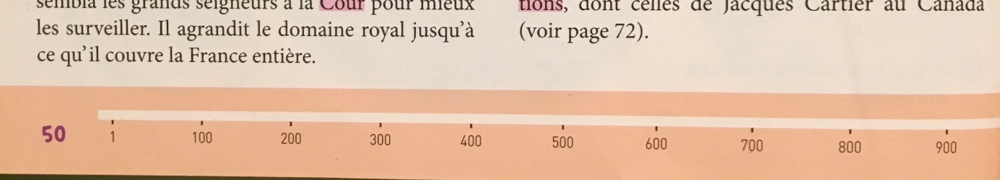 sembla les grands seigneurs à la Cour pour mieux
les surveiller. Il agrandit le domaine royal jusqu'à
ce qu'il couvre la France entière.
tions, dont celles de Jacques Cartier au Canada
(voir page 72).
50
1 100 200 300 400 500 600 700 800 900